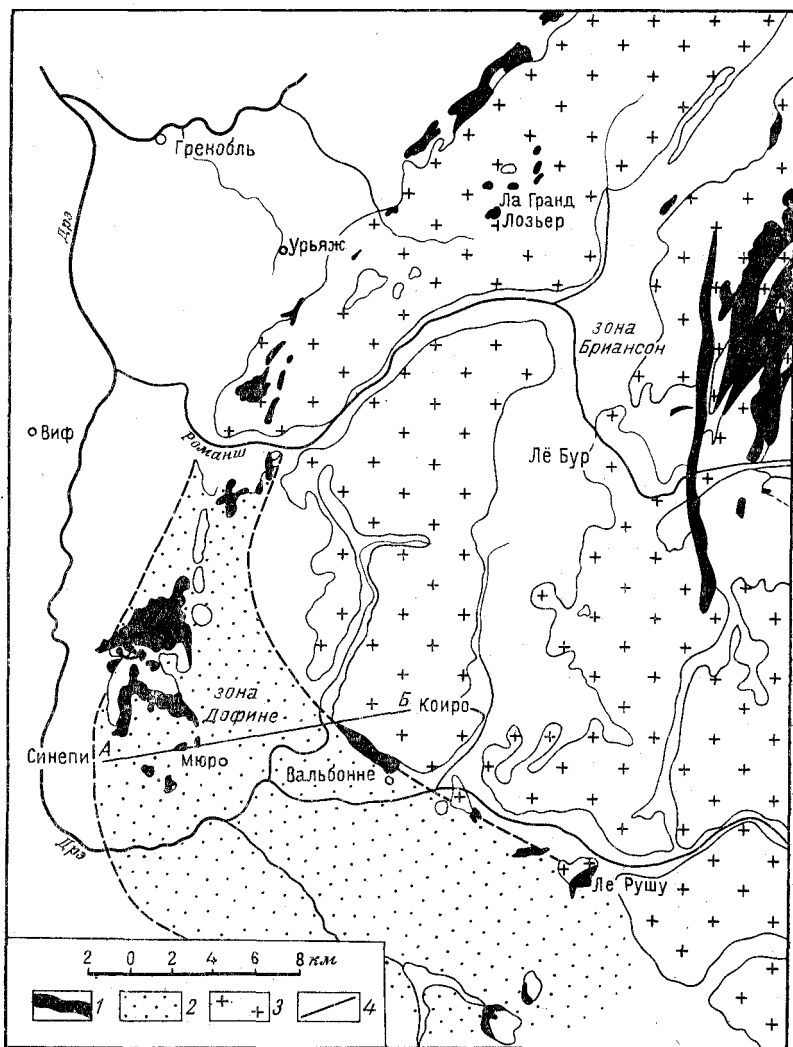 Гренобль
Дрэ
Урьяж
Ла Гранд
Лозьер
зона
Бриансон
Виф
Романш
Лё Бур
зона
Дофине
Б Коиро
Синепи А
Мюр
Вальбонне
Дрэ
Ле Рушу
2 0 2 4 6 8 км
1 2 3 4